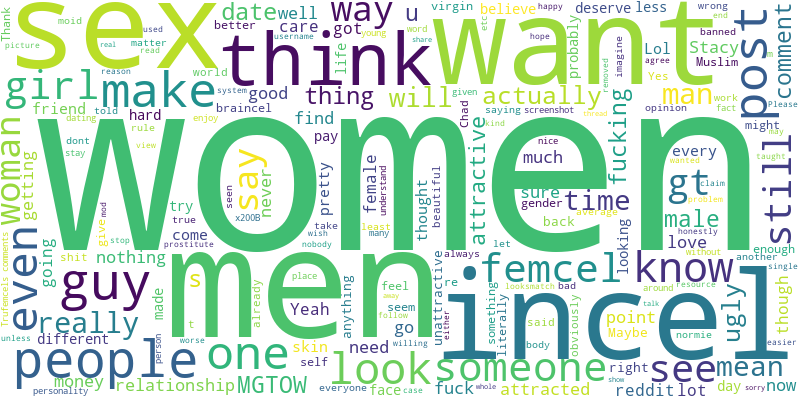 women
sex
think
want
men
incel
guy
people
one
look
someone
see
know
femcel
make
girl
way
u
date
well
care
got
less
deserve
believe
virgin
etc
Thank
moid
picture
used
matter
read
better
reason
world
life
username
real
young
share
word
happy
hope
agree
end
wrong
banned
Lol
Stacy
Muslim
Yes
probably
removed
imagine
comment
post
friend
told
system
good
braincel
thing
will
actually
given
enjoy
saying
screenshot
kind
thread
nice
man
opinion
work
fact
Please
may
might
dating
rule
hard
find
pay
Chad
much
every
wanted
taught
claim
problem
dont
stay
view
Woman
getting
never
say
seen
true
x200B
pretty
female
understand
thought
beautiful
attractive
sure
gender
fucking
average
honestly
gt
male
time
back
love
without
still
even
going
try
come
mod
give
stop
prostitute
take
wish
nobody
least
many
let
looking
enough
another
single
though
Trufemcels comments
shit
nothing
made
s
t
already
place
feel
away
seem
follow
always
re
looksmatch
bad
around
resource
ugly
really
Yeah
anything
go
unattractive
either
something
literally
said
obviously
talk
point
Maybe
normie
easier
unless
different
person
worse
skin
self
need
willing
body
right
mean
personality
money
relationship
MGTOW
everyone
face
case
fuck
whole
attracted
show
reddit
lot
day
sorry
now